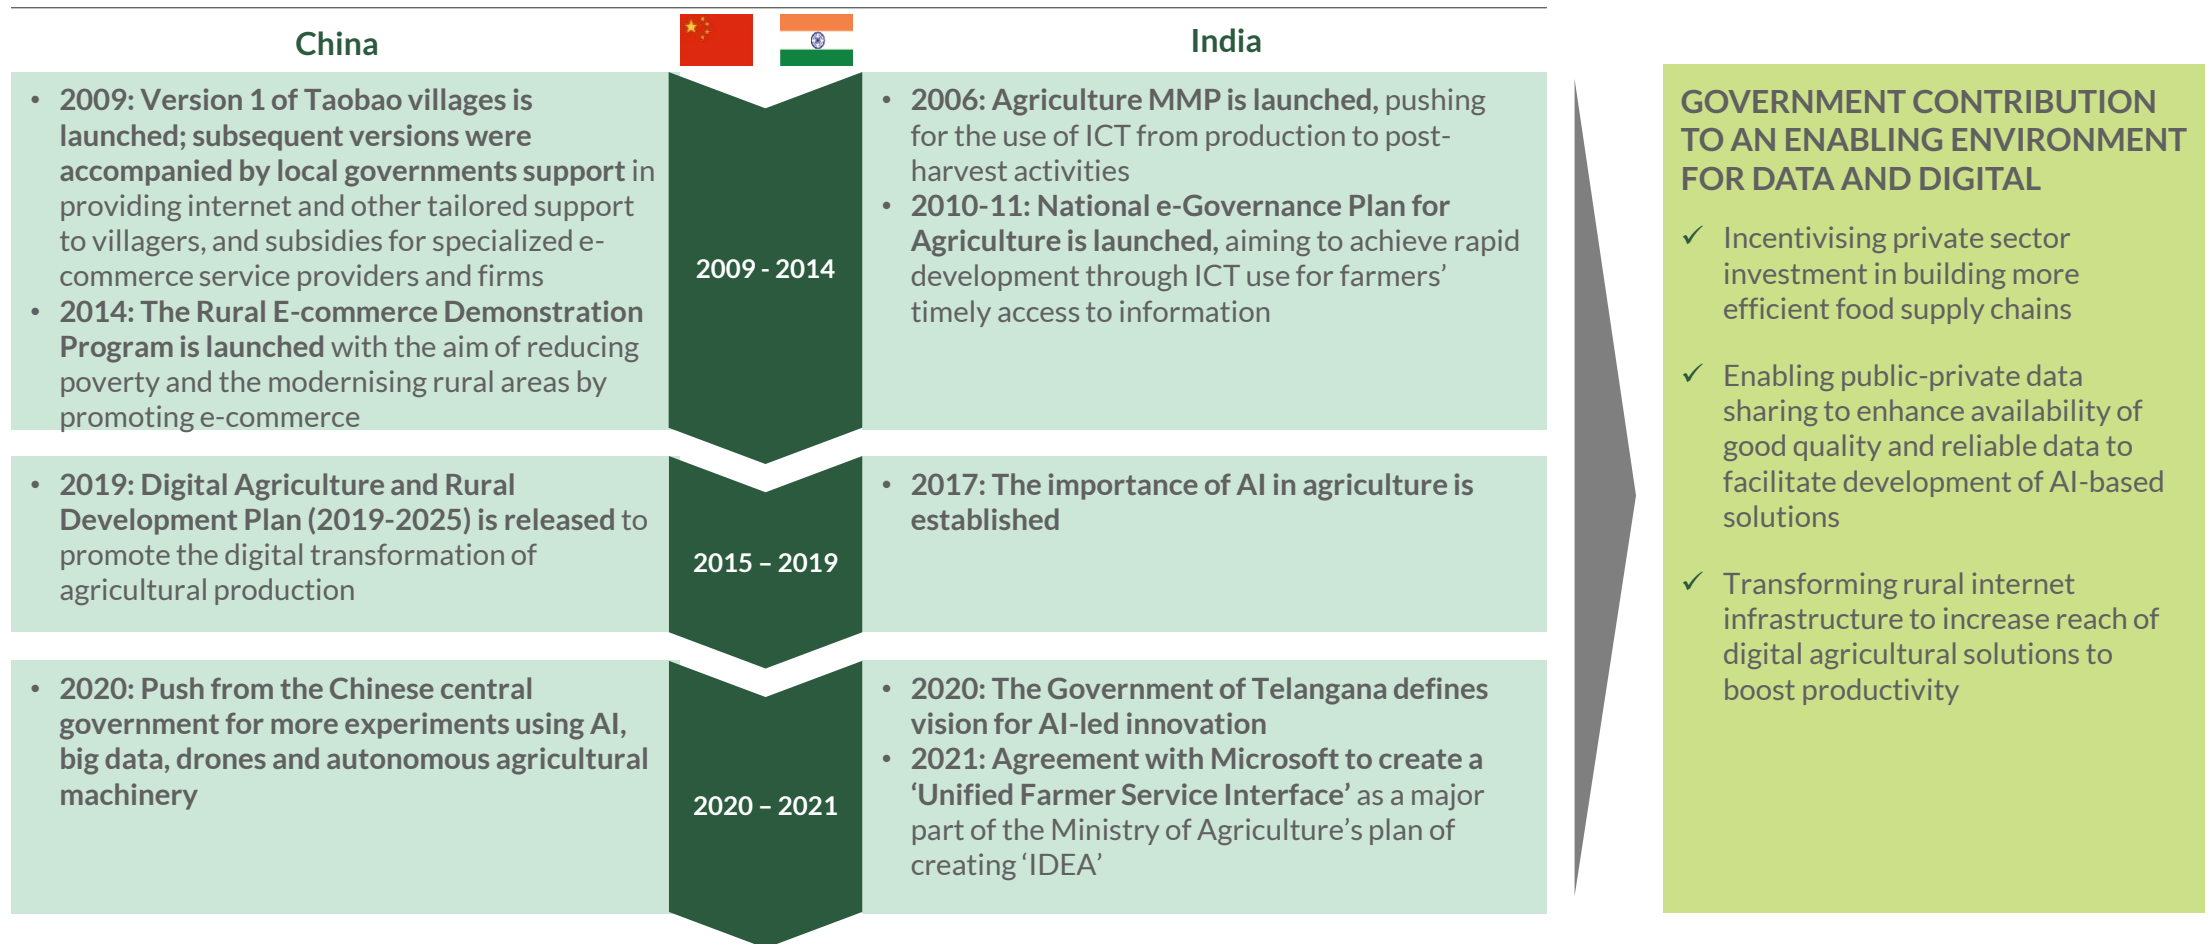 China
India
• 2009: Version 1 of Taobao villages is
launched; subsequent versions were
accompanied by local governments support in
providing internet and other tailored support
to villagers, and subsidies for specialized e-
commerce service providers and firms
• 2014: The Rural E-commerce Demonstration
Program is launched with the aim of reducing
poverty and the modernising rural areas by
promoting e-commerce
2009 - 2014
• 2006: Agriculture MMP is launched, pushing
for the use of ICT from production to post-
harvest activities
• 2010-11: National e-Governance Plan for
Agriculture is launched, aiming to achieve rapid
development through ICT use for farmers’
timely access to information
• 2019: Digital Agriculture and Rural
Development Plan (2019-2025) is released to
promote the digital transformation of
agricultural production
2015 – 2019
• 2017: The importance of AI in agriculture is
established
• 2020: Push from the Chinese central
government for more experiments using AI,
big data, drones and autonomous agricultural
machinery
2020 – 2021
• 2020: The Government of Telangana defines
vision for AI-led innovation
• 2021: Agreement with Microsoft to create a
‘Unified Farmer Service Interface’ as a major
part of the Ministry of Agriculture’s plan of
creating ‘IDEA’
GOVERNMENT CONTRIBUTION
TO AN ENABLING ENVIRONMENT
FOR DATA AND DIGITAL
✓ Incentivising private sector
investment in building more
efficient food supply chains
✓ Enabling public-private data
sharing to enhance availability of
good quality and reliable data to
facilitate development of AI-based
solutions
✓ Transforming rural internet
infrastructure to increase reach of
digital agricultural solutions to
boost productivity